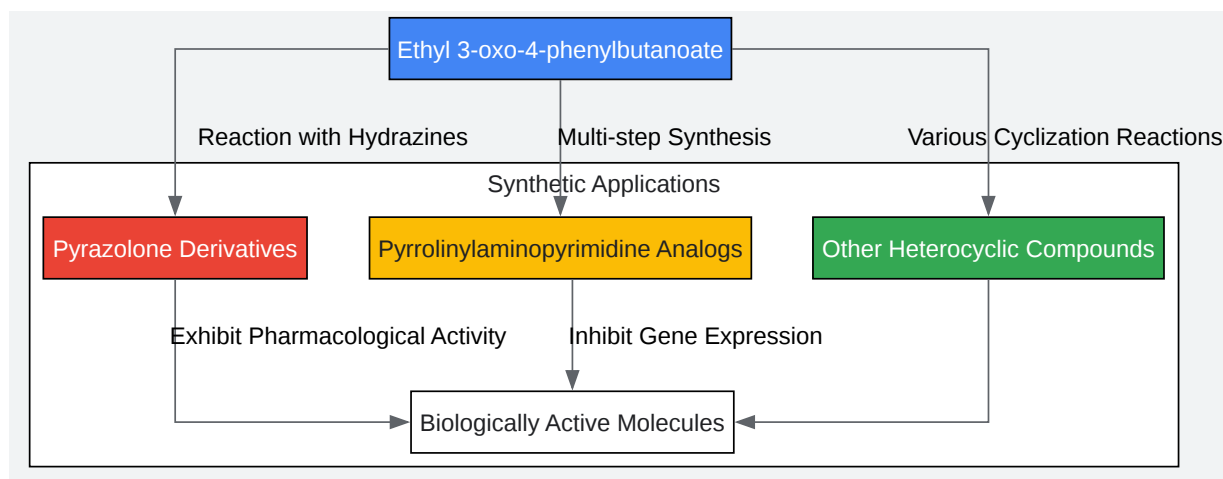 Ethyl 3-oxo-4-phenylbutanoate
Reaction with Hydrazines
Multi-step Synthesis
Various Cyclization Reactions
Synthetic Applications
Pyrazolone Derivatives
Pyrrolinylaminopyrimidine Analogs
Other Heterocyclic Compounds
Exhibit Pharmacological Activity
Inhibit Gene Expression
Biologically Active Molecules